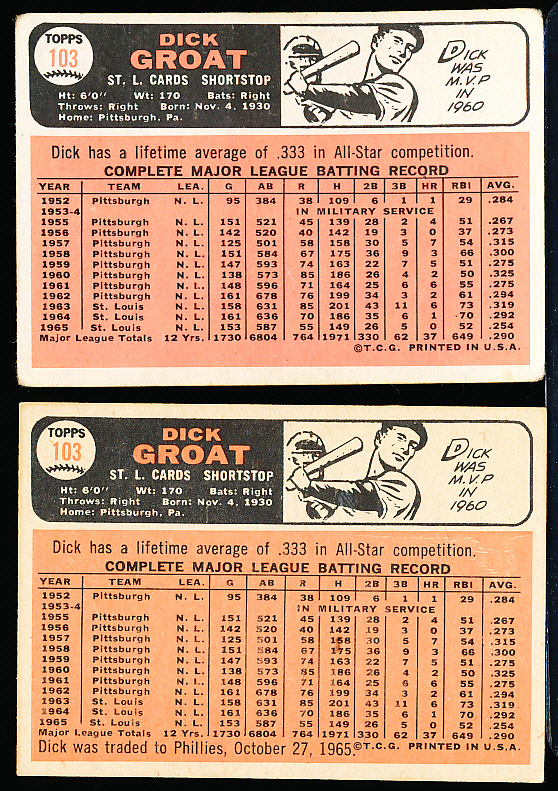 TOPPS
103
DICK
GROAT
ST. L. CARDS SHORTSTOP
Ht: 6'0" Wt: 170 Bats: Right
Throws: Right Born: Nov. 4, 1930
Home: Pittsburgh, Pa.
DICK
WAS
M.V.P
IN
1960
Dick has a lifetime average of .333 in All-Star competition.
COMPLETE MAJOR LEAGUE BATTING RECORD
YEAR TEAM LEA. G AB R H 2B 3B HR RBI AVG.
1952 Pittsburgh N. L. 95 384 38 109 6 1 1 29 .284
1953-4 IN MILITARY SERVICE
1955 Pittsburgh N. L. 151 521 45 139 28 2 4 51 .267
1956 Pittsburgh N. L. 142 520 40 142 19 3 0 37 .273
1957 Pittsburgh N. L. 125 501 58 158 30 5 7 54 .315
1958 Pittsburgh N. L. 151 584 67 175 36 9 3 66 .300
1959 Pittsburgh N. L. 147 593 74 163 22 7 5 51 .275
1960 Pittsburgh N. L. 138 573 85 186 26 4 2 50 .325
1961 Pittsburgh N. L. 148 596 71 164 25 6 6 55 .275
1962 Pittsburgh N. L. 161 678 76 199 34 3 2 61 .294
1963 St. Louis N. L. 158 631 85 201 43 11 6 73 .319
1964 St. Louis N. L. 161 636 70 186 35 6 1 70 .292
1965 St. Louis N. L. 153 587 55 149 26 5 0 52 .254
Major League Totals 12 Yrs. 1730 6804 764 1971 330 62 37 649 .290
©T.C.G. PRINTED IN U.S.A.
TOPPS
103
DICK
GROAT
ST. L. CARDS SHORTSTOP
Ht: 6'0" Wt: 170 Bats: Right
Throws: Right Born: Nov. 4, 1930
Home: Pittsburgh, Pa.
DICK
WAS
M.V.P
IN
1960
Dick has a lifetime average of .333 in All-Star competition.
COMPLETE MAJOR LEAGUE BATTING RECORD
YEAR TEAM LEA. G AB R H 2B 3B HR RBI AVG.
1952 Pittsburgh N. L. 95 384 38 109 6 1 1 29 .284
1953-4 IN MILITARY SERVICE
1955 Pittsburgh N. L. 151 521 45 139 28 2 4 51 .267
1956 Pittsburgh N. L. 142 520 40 142 19 3 0 37 .273
1957 Pittsburgh N. L. 125 501 58 158 30 5 7 54 .315
1958 Pittsburgh N. L. 151 584 67 175 36 9 3 66 .300
1959 Pittsburgh N. L. 147 593 74 163 22 7 5 51 .275
1960 Pittsburgh N. L. 138 573 85 186 26 4 2 50 .325
1961 Pittsburgh N. L. 148 596 71 164 25 6 6 55 .275
1962 Pittsburgh N. L. 161 678 76 199 34 3 2 61 .294
1963 St. Louis N. L. 158 631 85 201 43 11 6 73 .319
1964 St. Louis N. L. 161 636 70 186 35 6 1 70 .292
1965 St. Louis N. L. 153 587 55 149 26 5 0 52 .254
Major League Totals 12 Yrs. 1730 6804 764 1971 330 62 37 649 .290
Dick was traded to Phillies, October 27, 1965. ©T.C.G. PRINTED IN U.S.A.